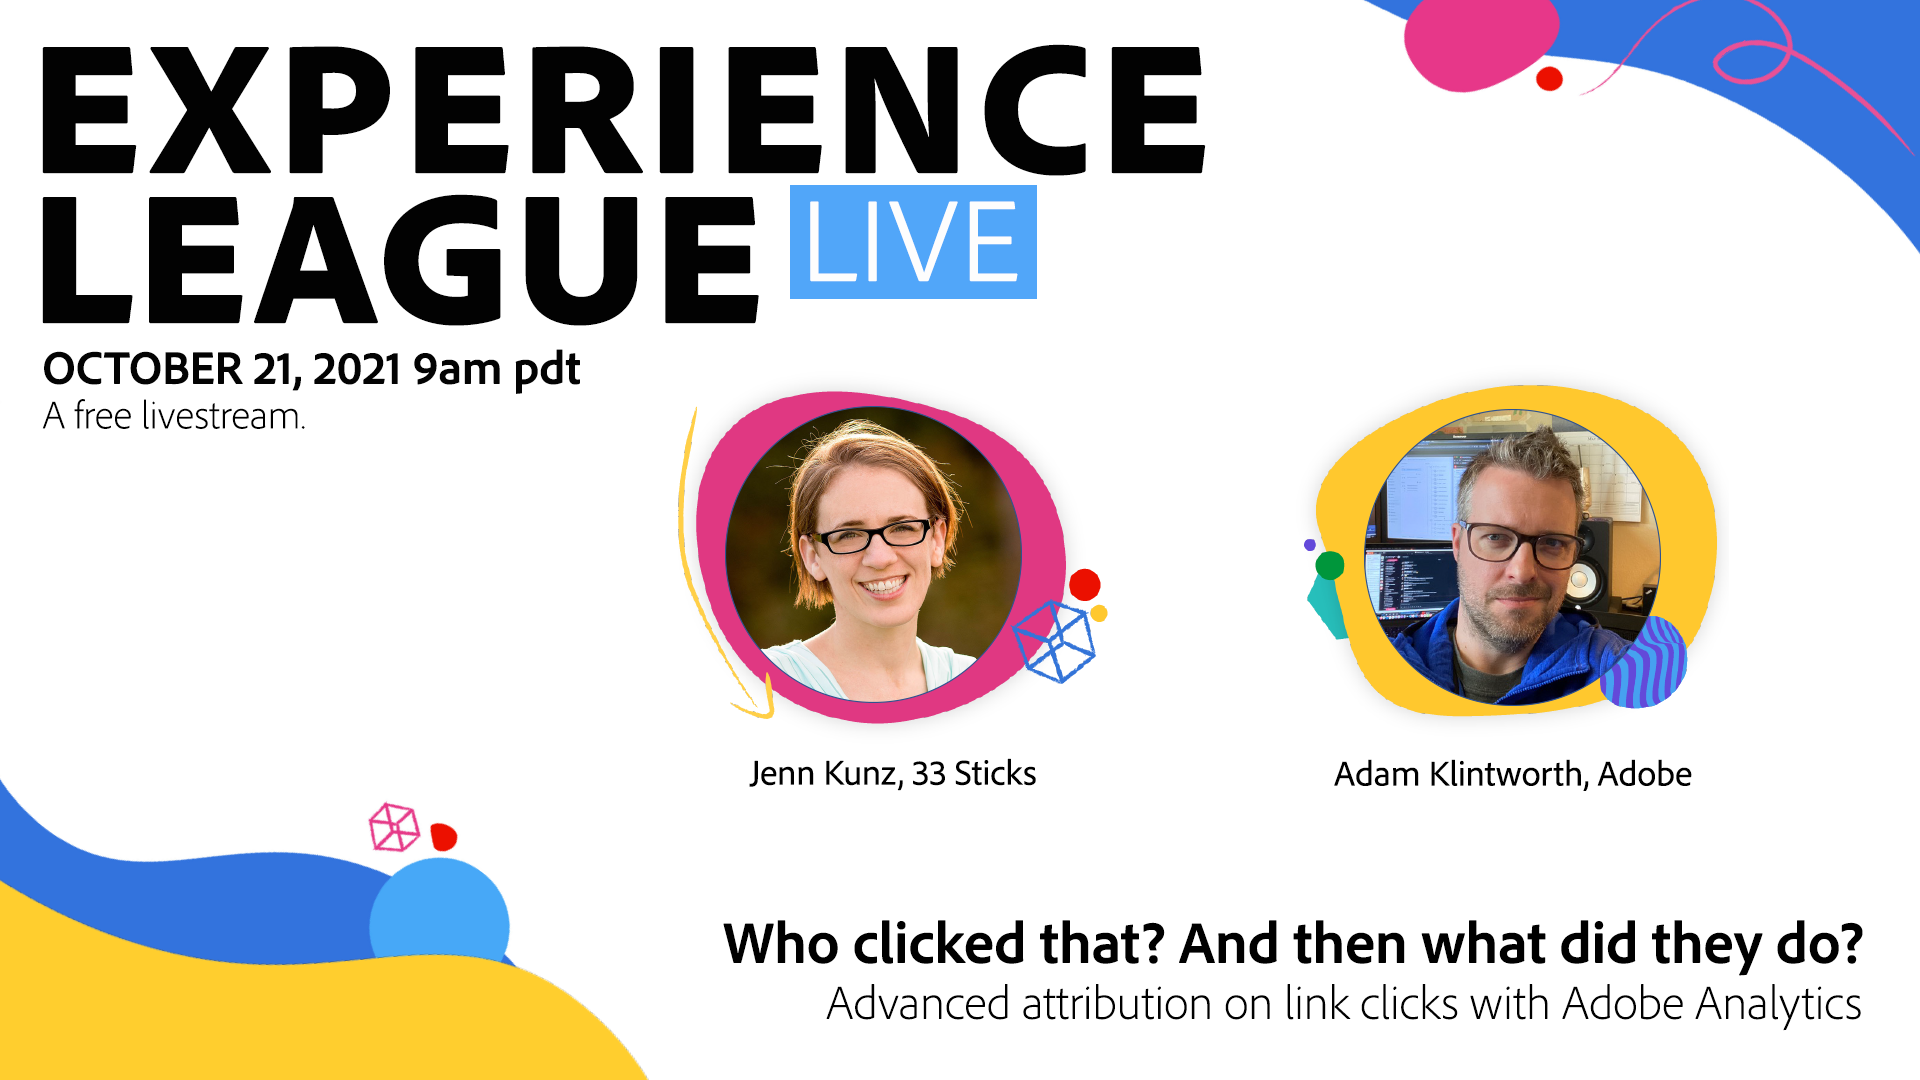 EXPERIENCE
LEAGUE LIVE
OCTOBER 21, 2021 9am pdt
A free livestream.
Jenn Kunz, 33 Sticks
Adam Klintworth, Adobe
Who clicked that? And then what did they do?
Advanced attribution on link clicks with Adobe Analytics